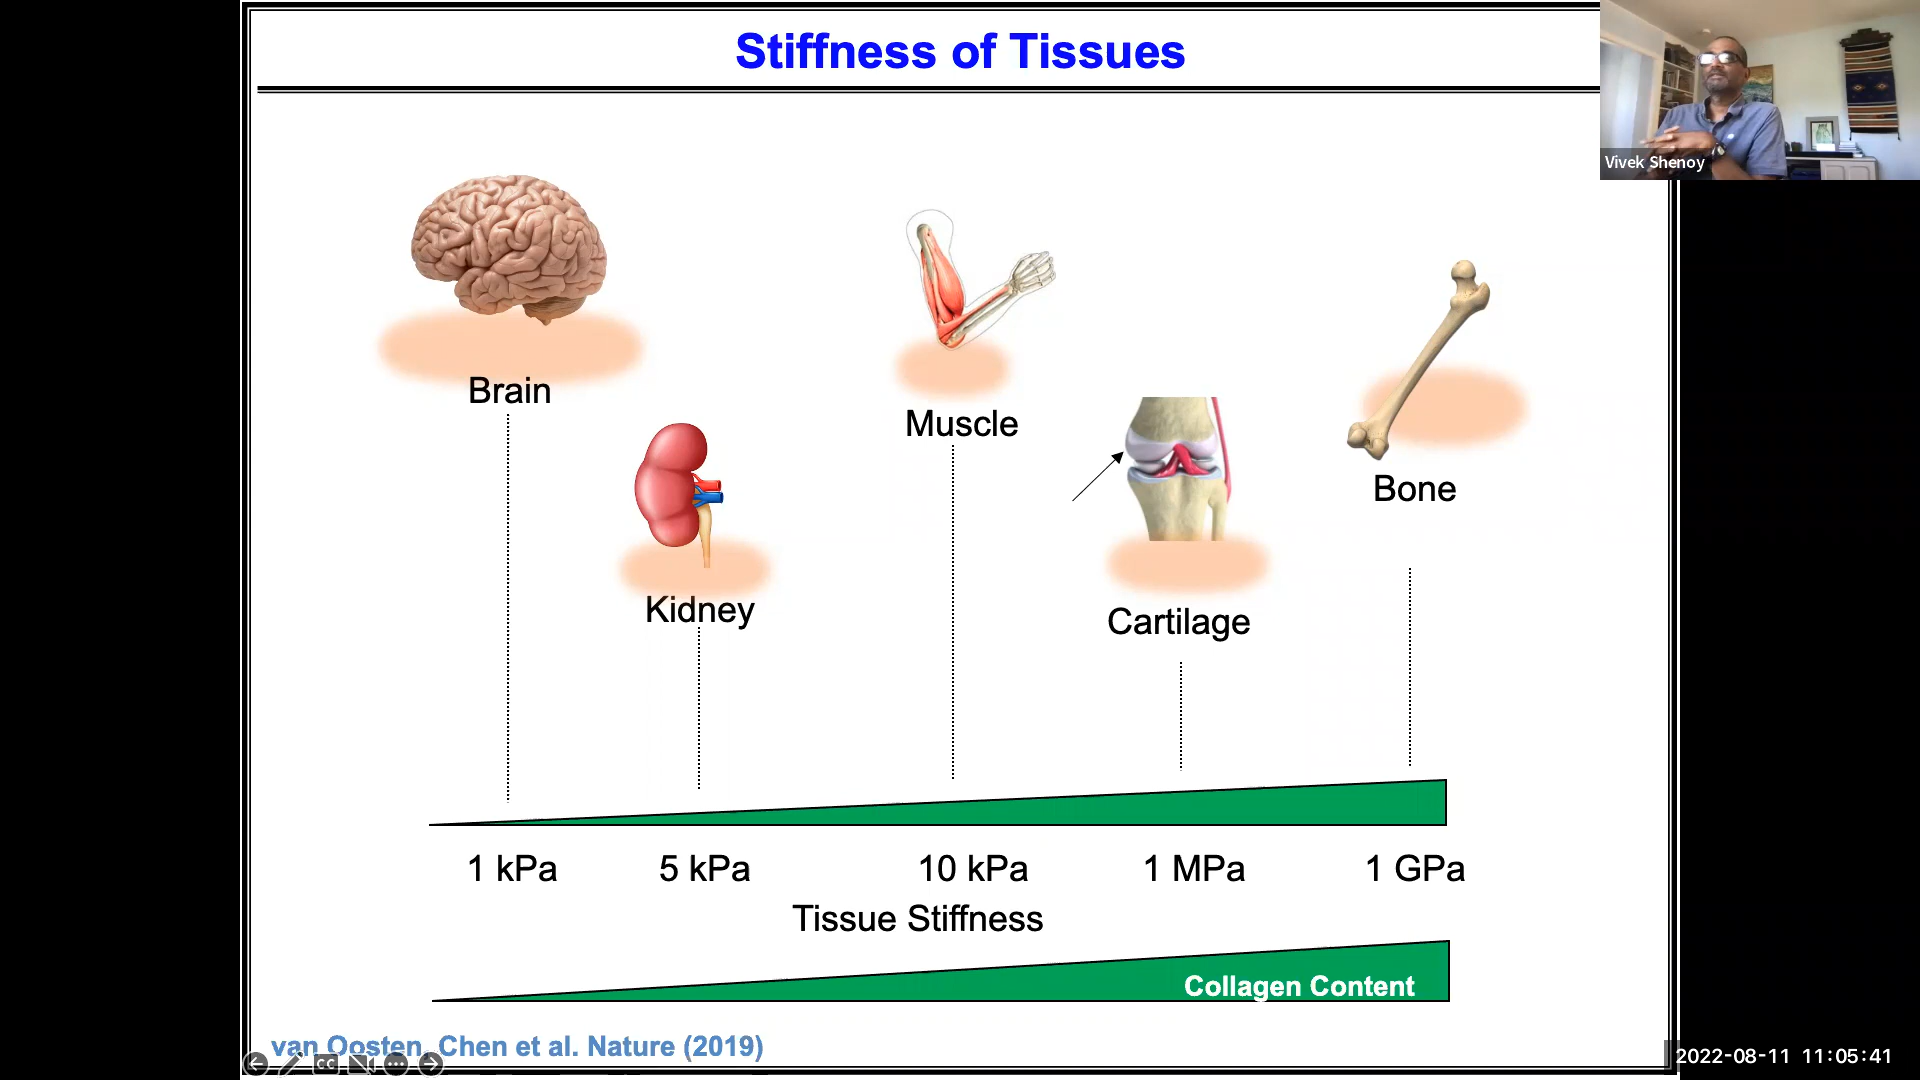 Stiffness of Tissues
Vivek Shenoy
Brain
Muscle
Bone
Kidney
Cartilage
1 kPa 5 kPa 10 kPa 1 MPa 1 GPa
Tissue Stiffness
Collagen Content
van Oosten, Chen et al. Nature (2019)
CC
2022-08-11 11:05:41